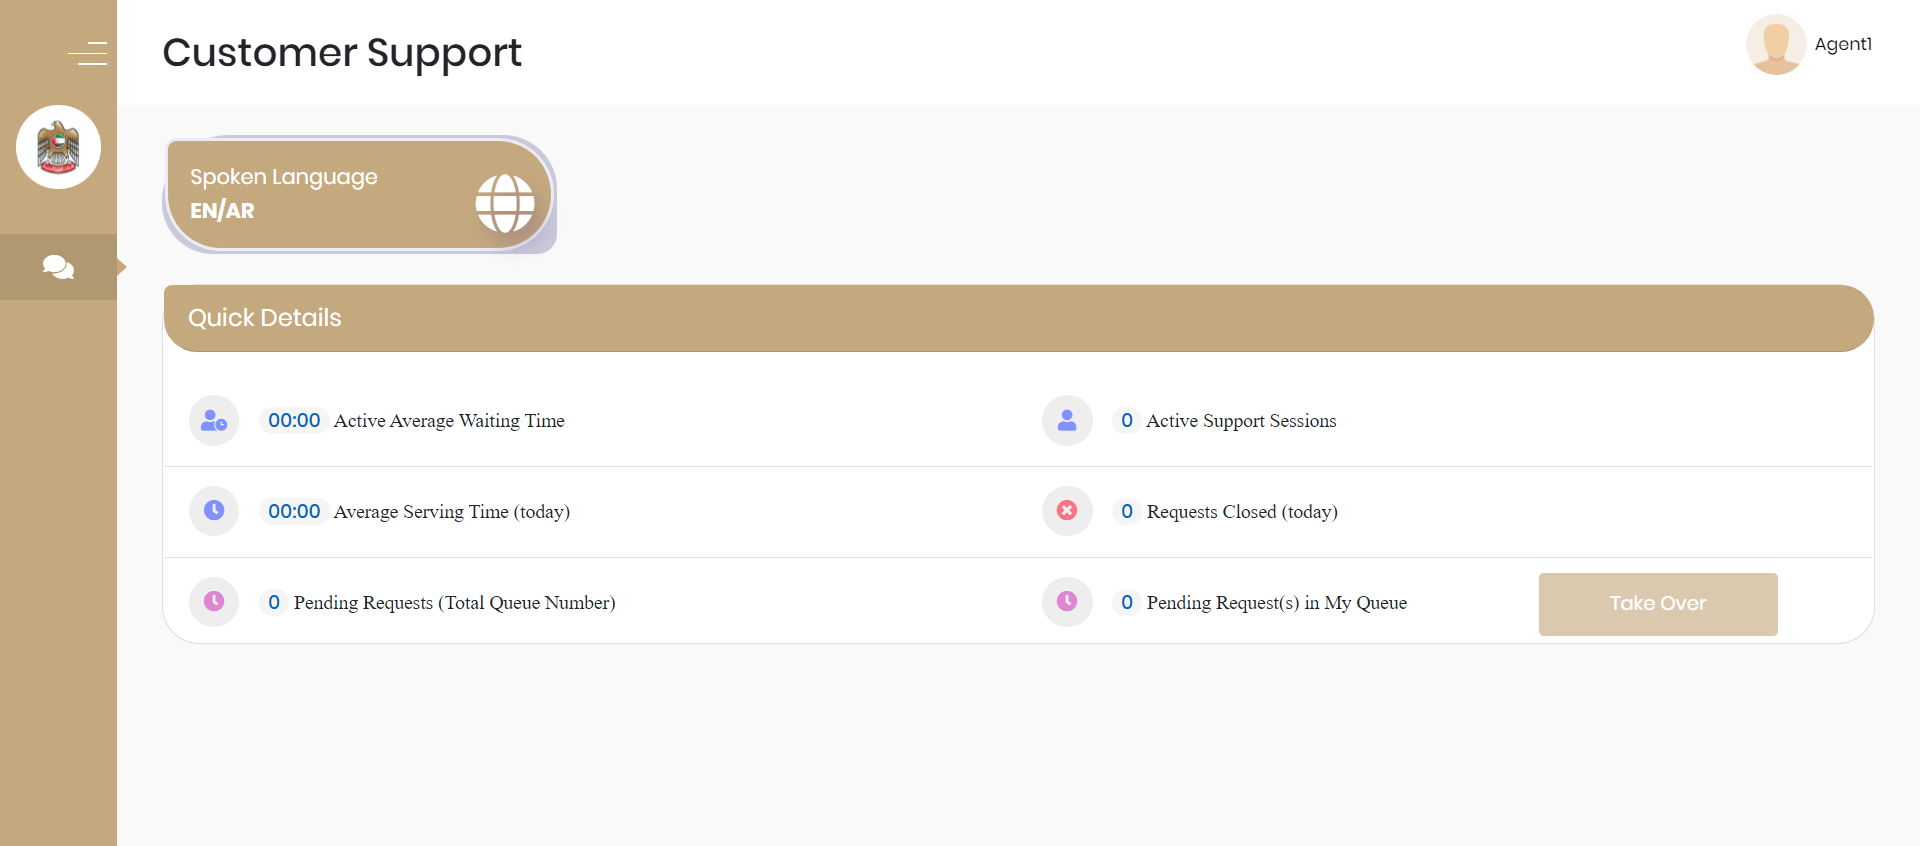 Customer Support
Agent1
Spoken Language
EN/AR
Quick Details
00:00 Active Average Waiting Time
0 Active Support Sessions
00:00 Average Serving Time (today)
0 Requests Closed (today)
0 Pending Requests (Total Queue Number)
0 Pending Request(s) in My Queue
Take Over